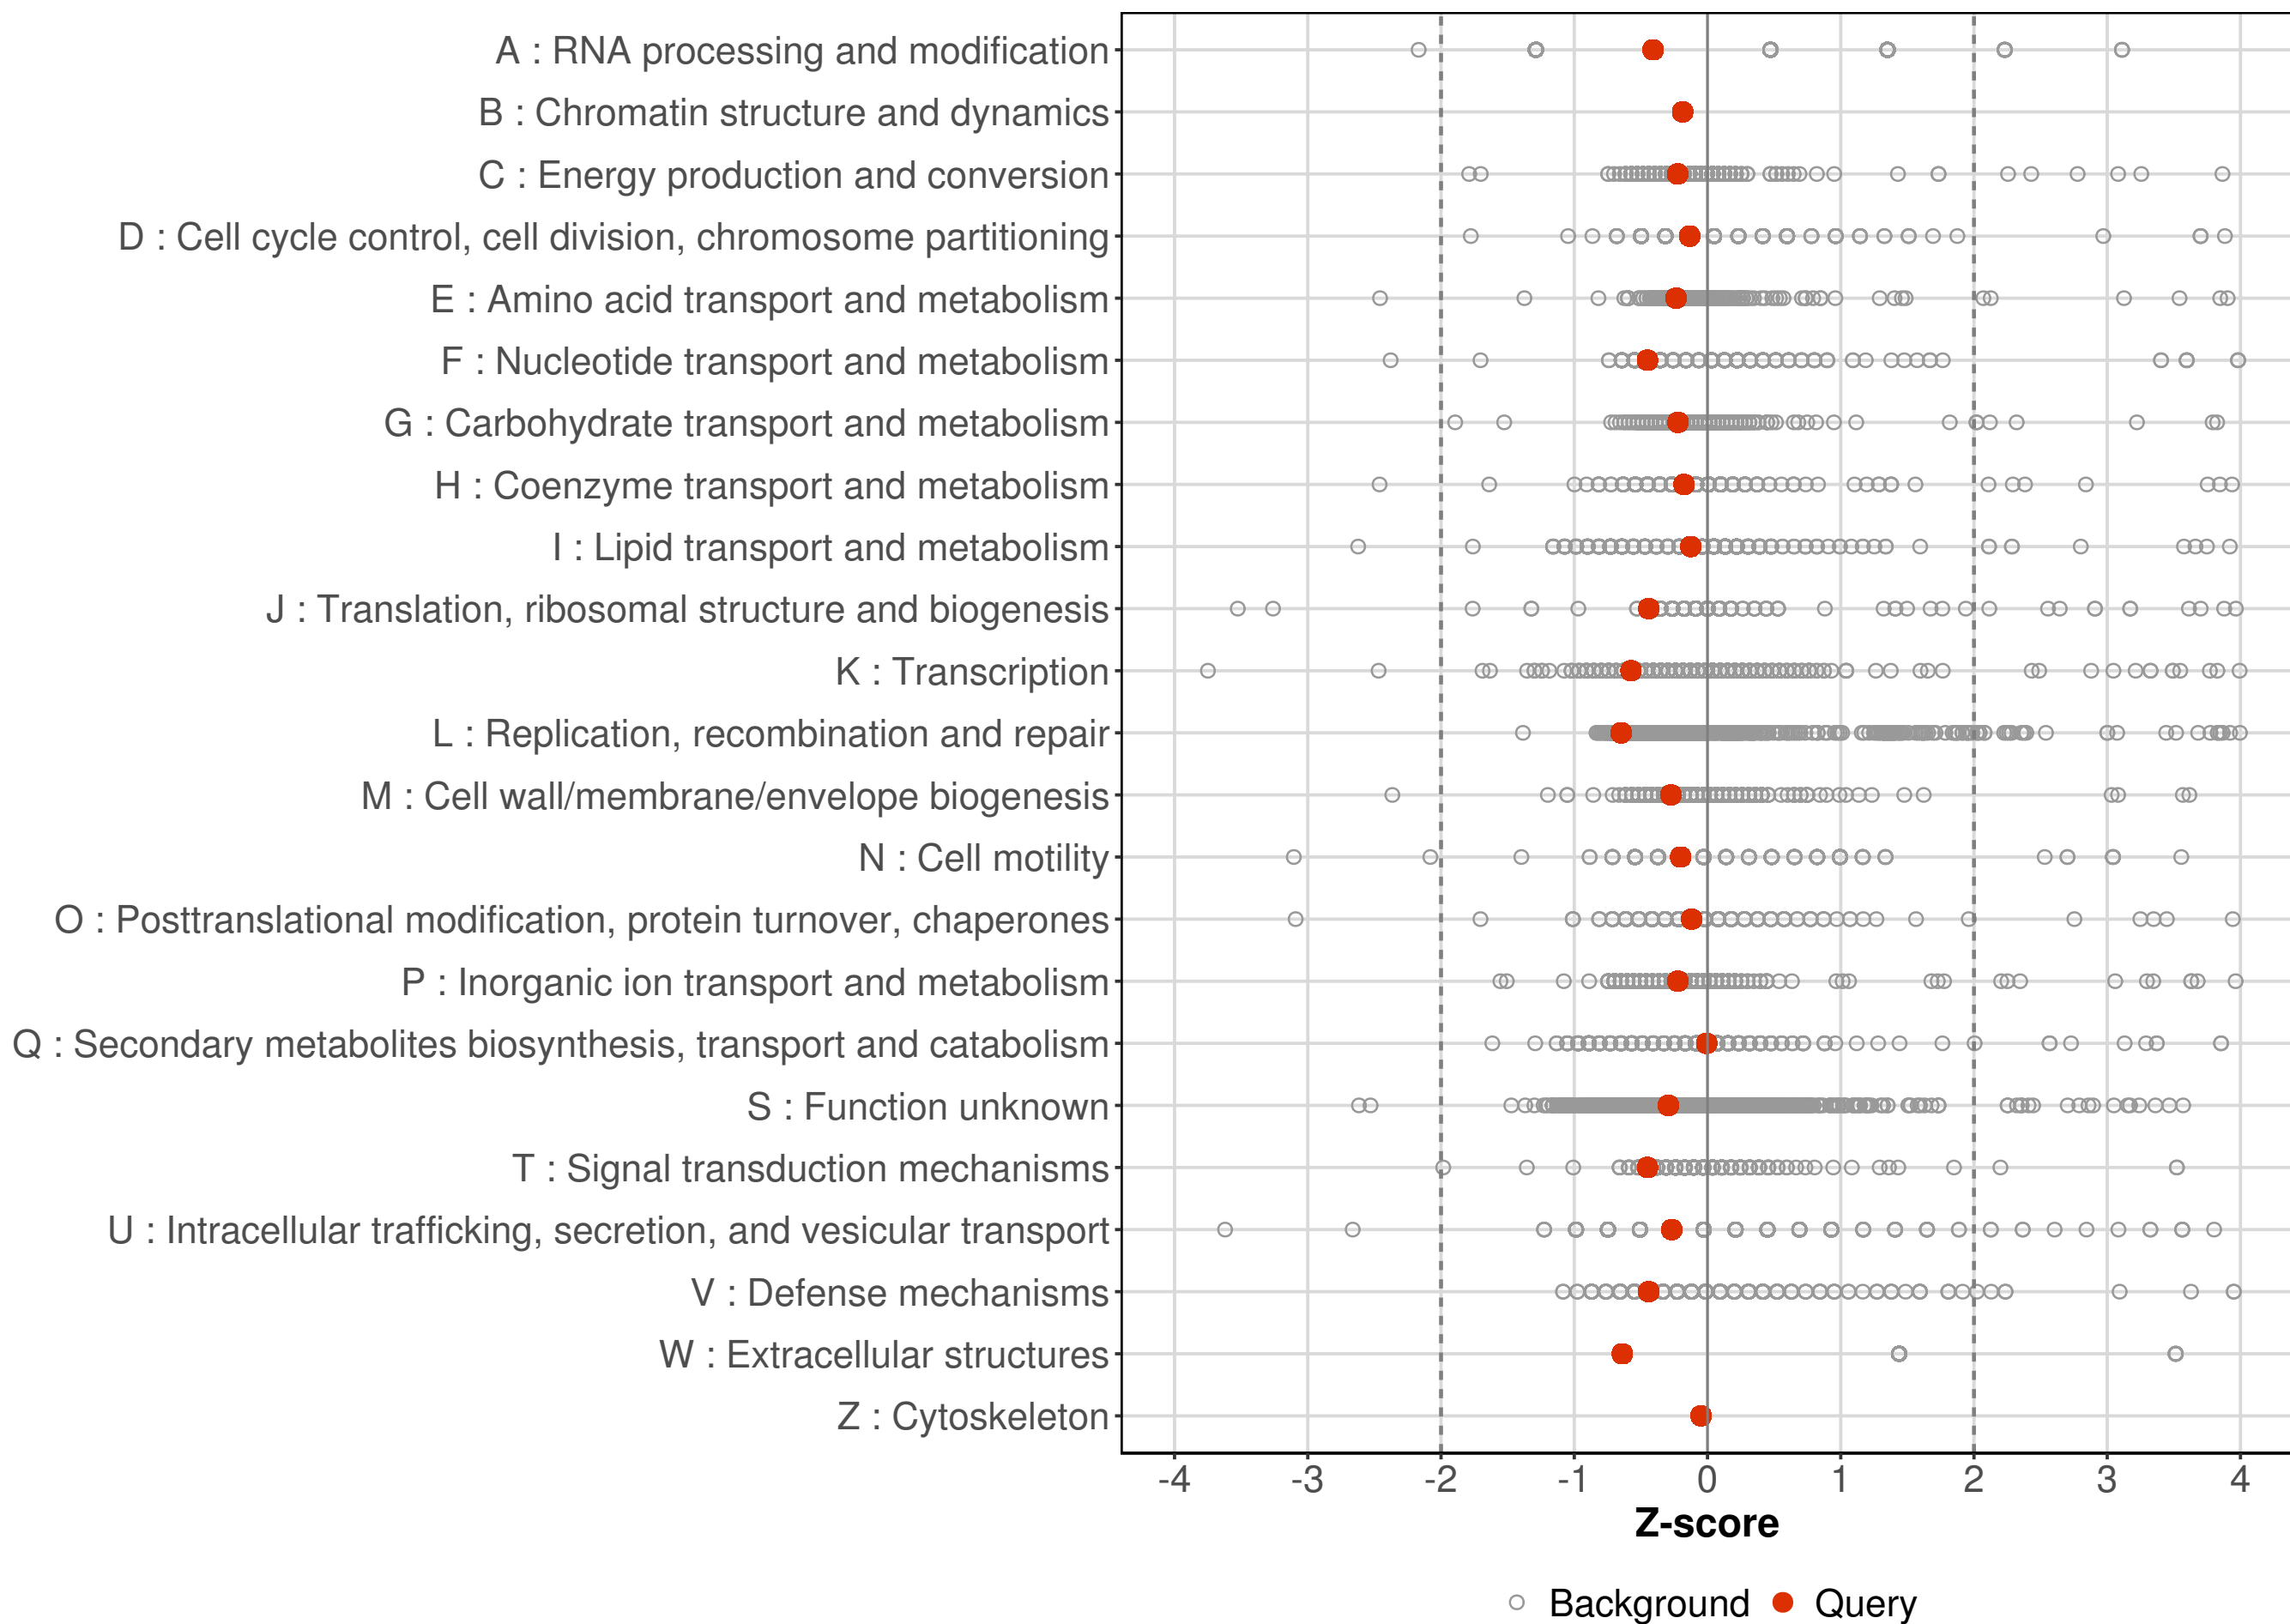 A : RNA processing and modification
B : Chromatin structure and dynamics
C : Energy production and conversion
D : Cell cycle control, cell division, chromosome partitioning
E : Amino acid transport and metabolism
F : Nucleotide transport and metabolism
G : Carbohydrate transport and metabolism
H : Coenzyme transport and metabolism
I : Lipid transport and metabolism
J : Translation, ribosomal structure and biogenesis
K : Transcription
L : Replication, recombination and repair
M : Cell wall/membrane/envelope biogenesis
N : Cell motility
O : Posttranslational modification, protein turnover, chaperones
P : Inorganic ion transport and metabolism
Q : Secondary metabolites biosynthesis, transport and catabolism
S : Function unknown
T : Signal transduction mechanisms
U : Intracellular trafficking, secretion, and vesicular transport
V : Defense mechanisms
W : Extracellular structures
Z : Cytoskeleton
-4 -3 -2 -1 0 1 2 3 4
Z-score
Background Query